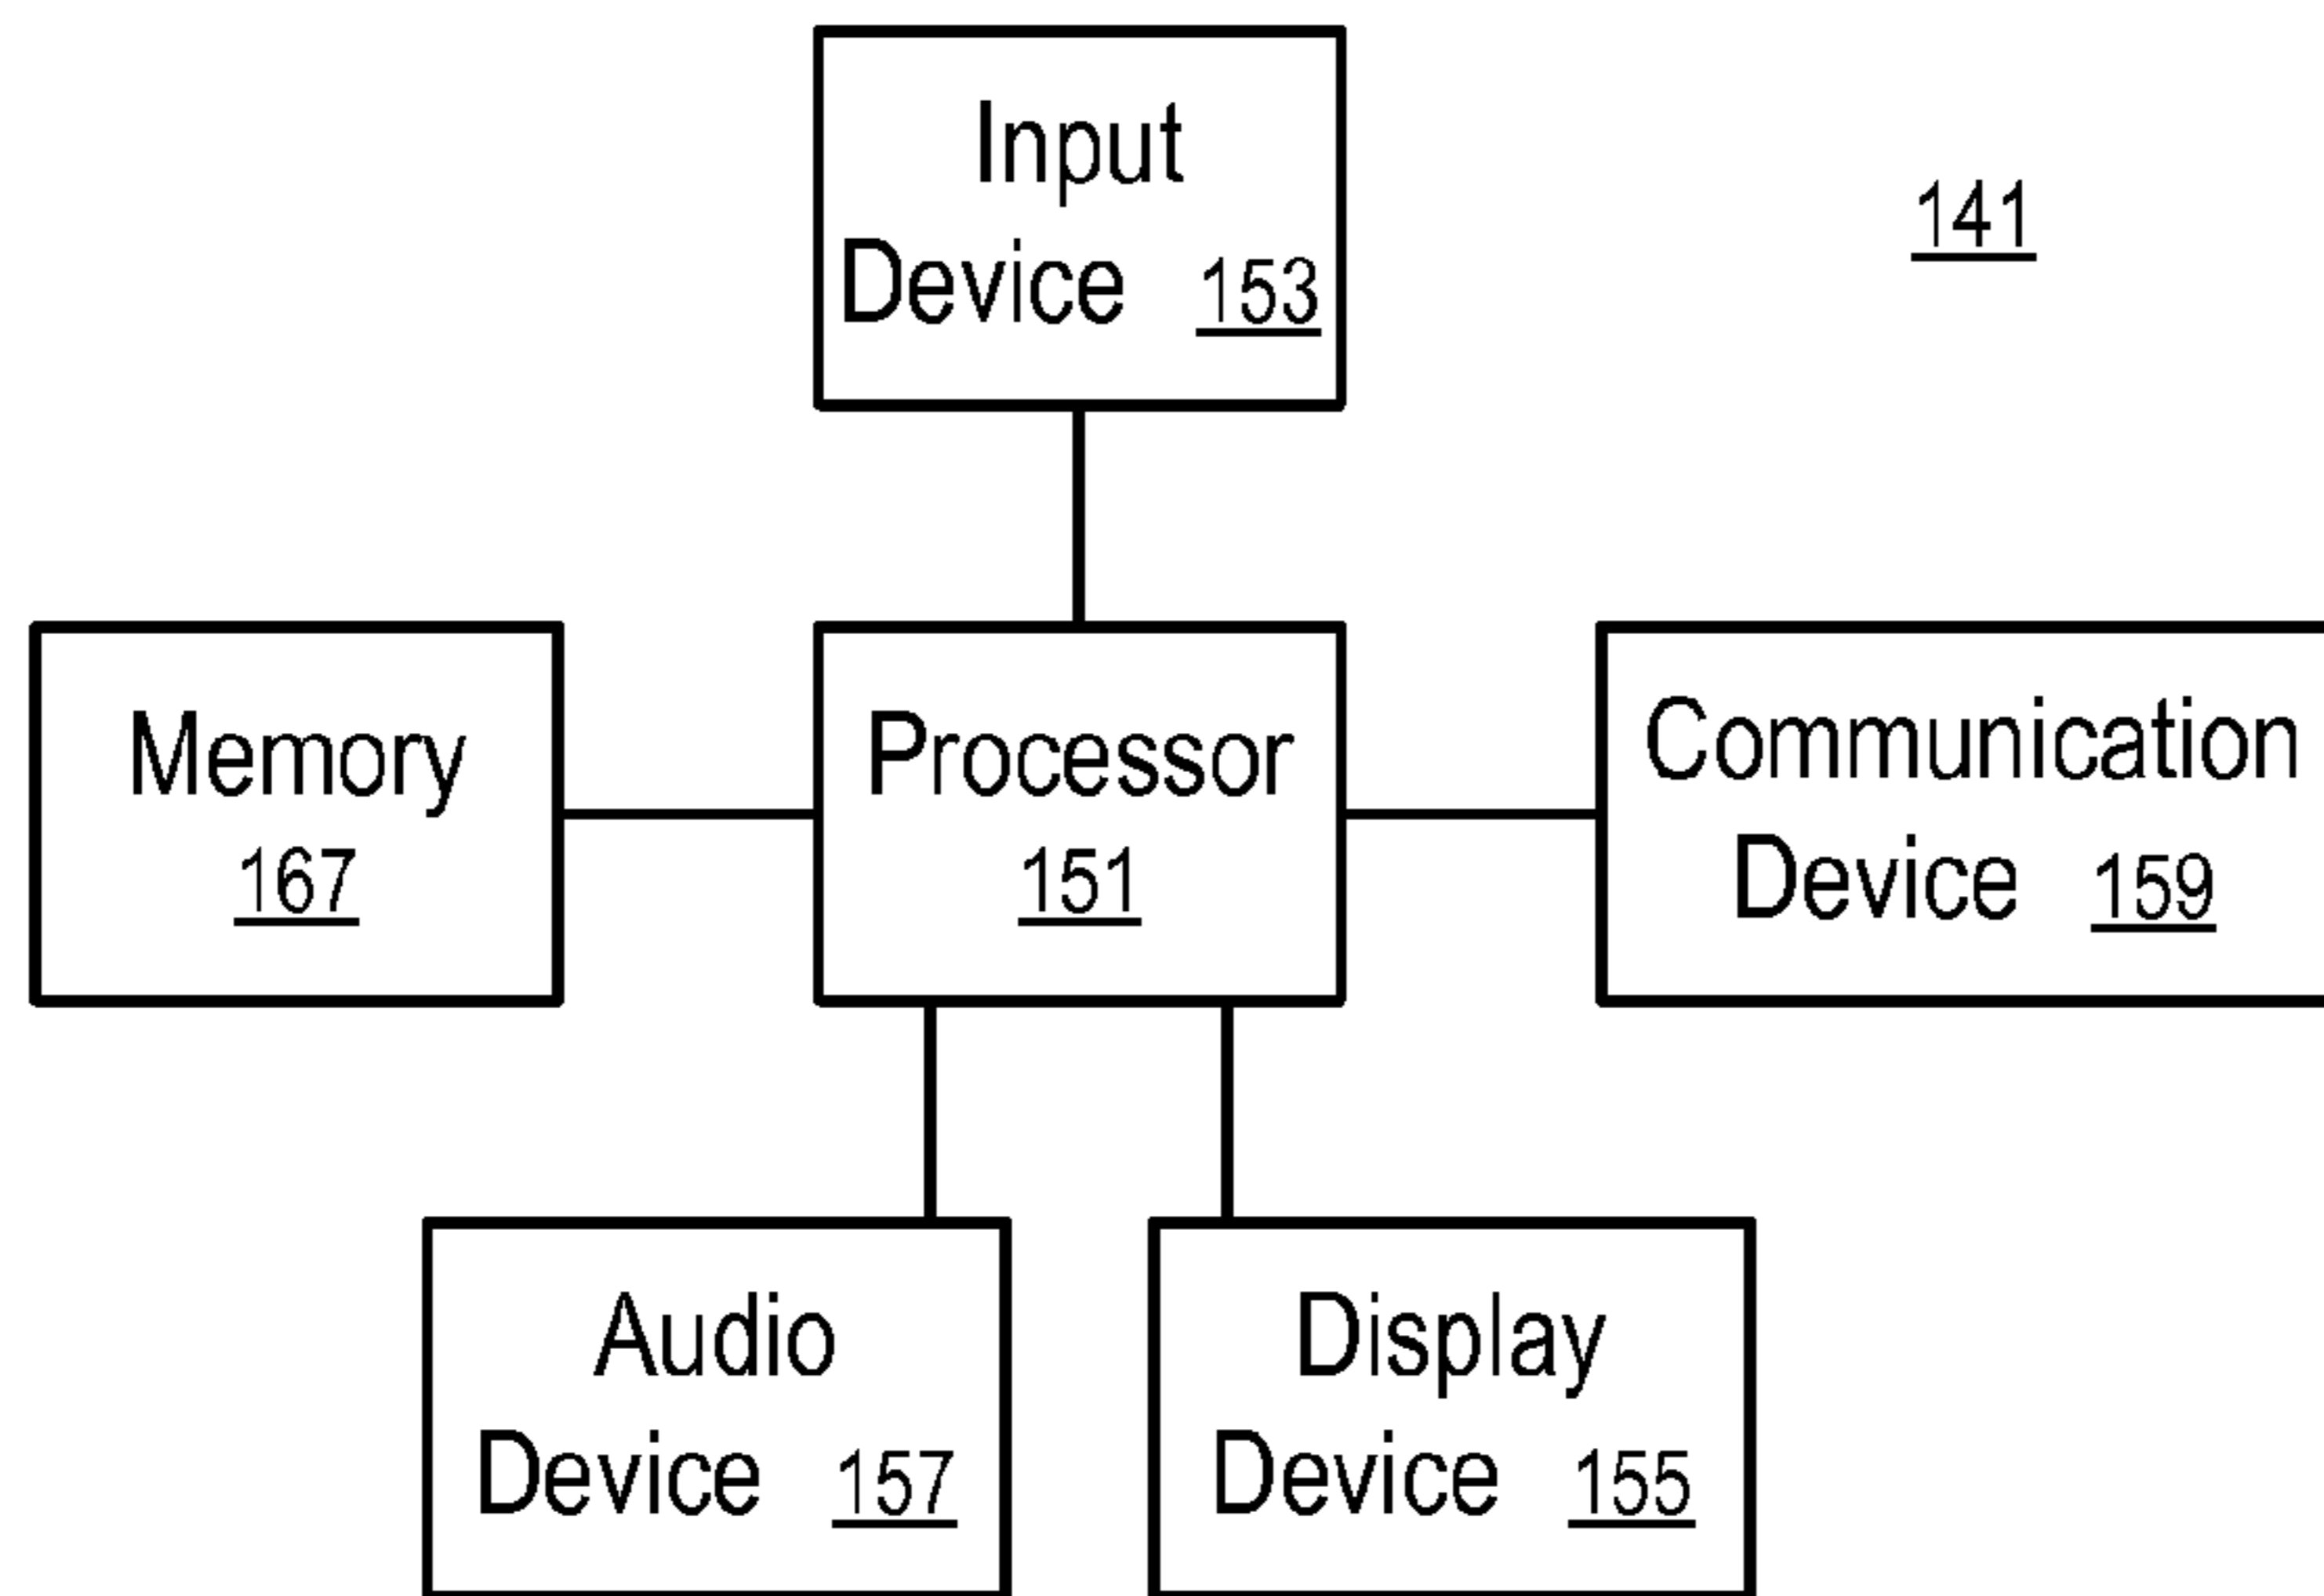 Input
Device 153
141
Memory
167
Processor
151
Communication
Device 159
Audio
Device 157
Display
Device 155